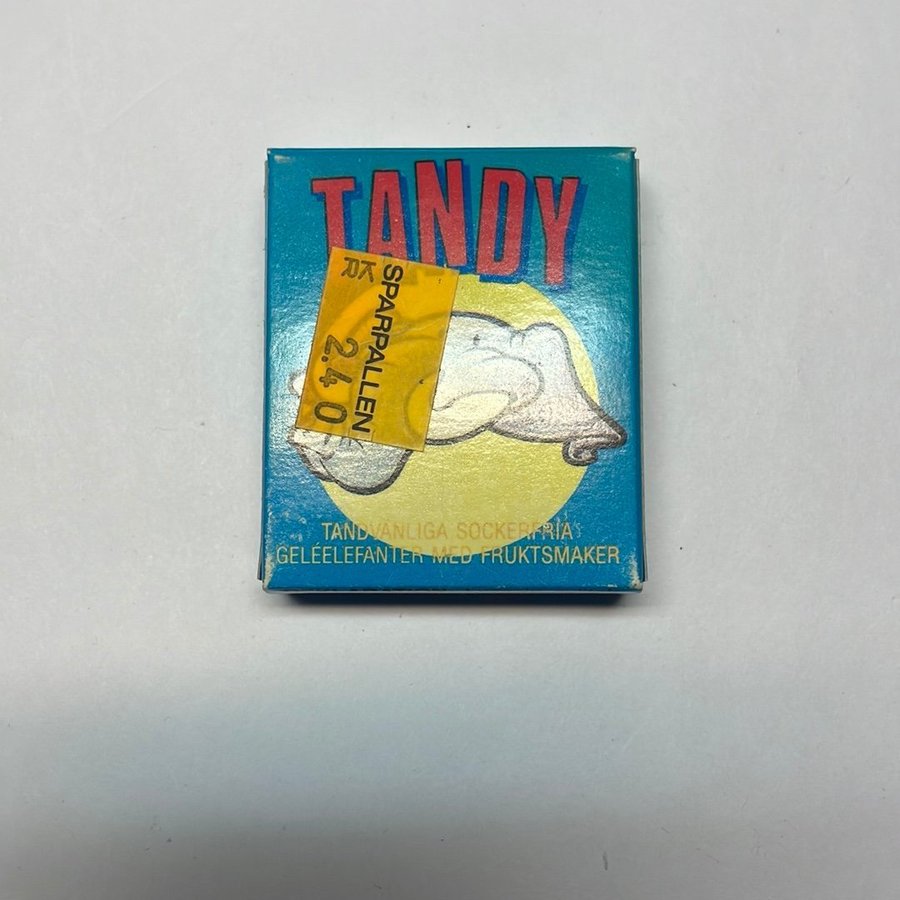 TANDY
SPARPALLEN
KR 2.40
TANDVÄNLIGA SOCKERFRIA
GELÉELEFANTER MED FRUKTSMAKER